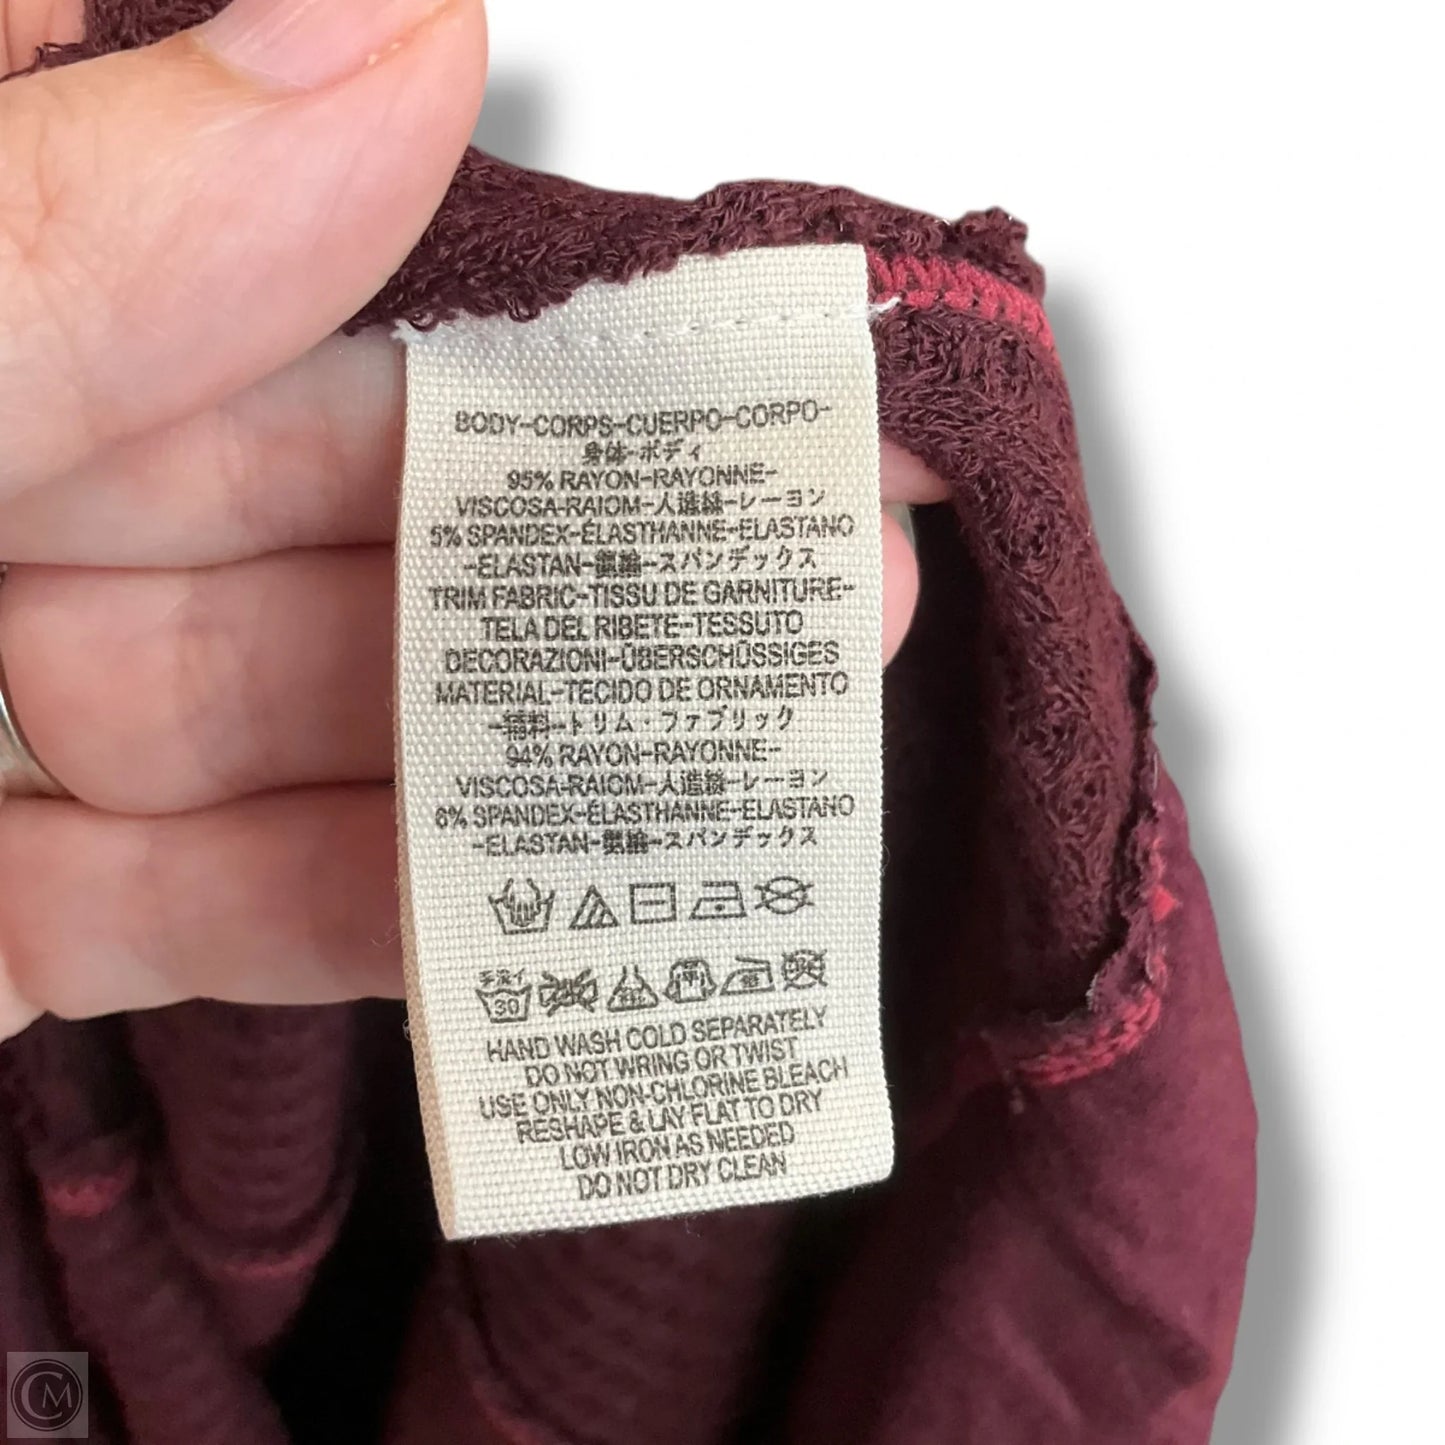 BODY-CORPS-CUERPO-CORPO-
身体-ボディ
95% RAYON-RAYONNE-
VISCOSA-RAIOM-人造絲-レーヨン
5% SPANDEX-ÉLASTHANNE-ELASTANO
-ELASTAN-氨綸-スパンデックス
TRIM FABRIC-TISSU DE GARNITURE-
TELA DEL RIBETE-TESSUTO
DECORAZIONI-ÜBERSCHÜSSIGES
MATERIAL-TECIDO DE ORNAMENTO
-輔料-トリム・ファブリック
94% RAYON-RAYONNE-
VISCOSA-RAIOM-人造絲-レーヨン
6% SPANDEX-ÉLASTHANNE-ELASTANO
-ELASTAN-氨綸-スパンデックス
手洗イ
30
HAND WASH COLD SEPARATELY
DO NOT WRING OR TWIST
USE ONLY NON-CHLORINE BLEACH
RESHAPE & LAY FLAT TO DRY
LOW IRON AS NEEDED
DO NOT DRY CLEAN
CM